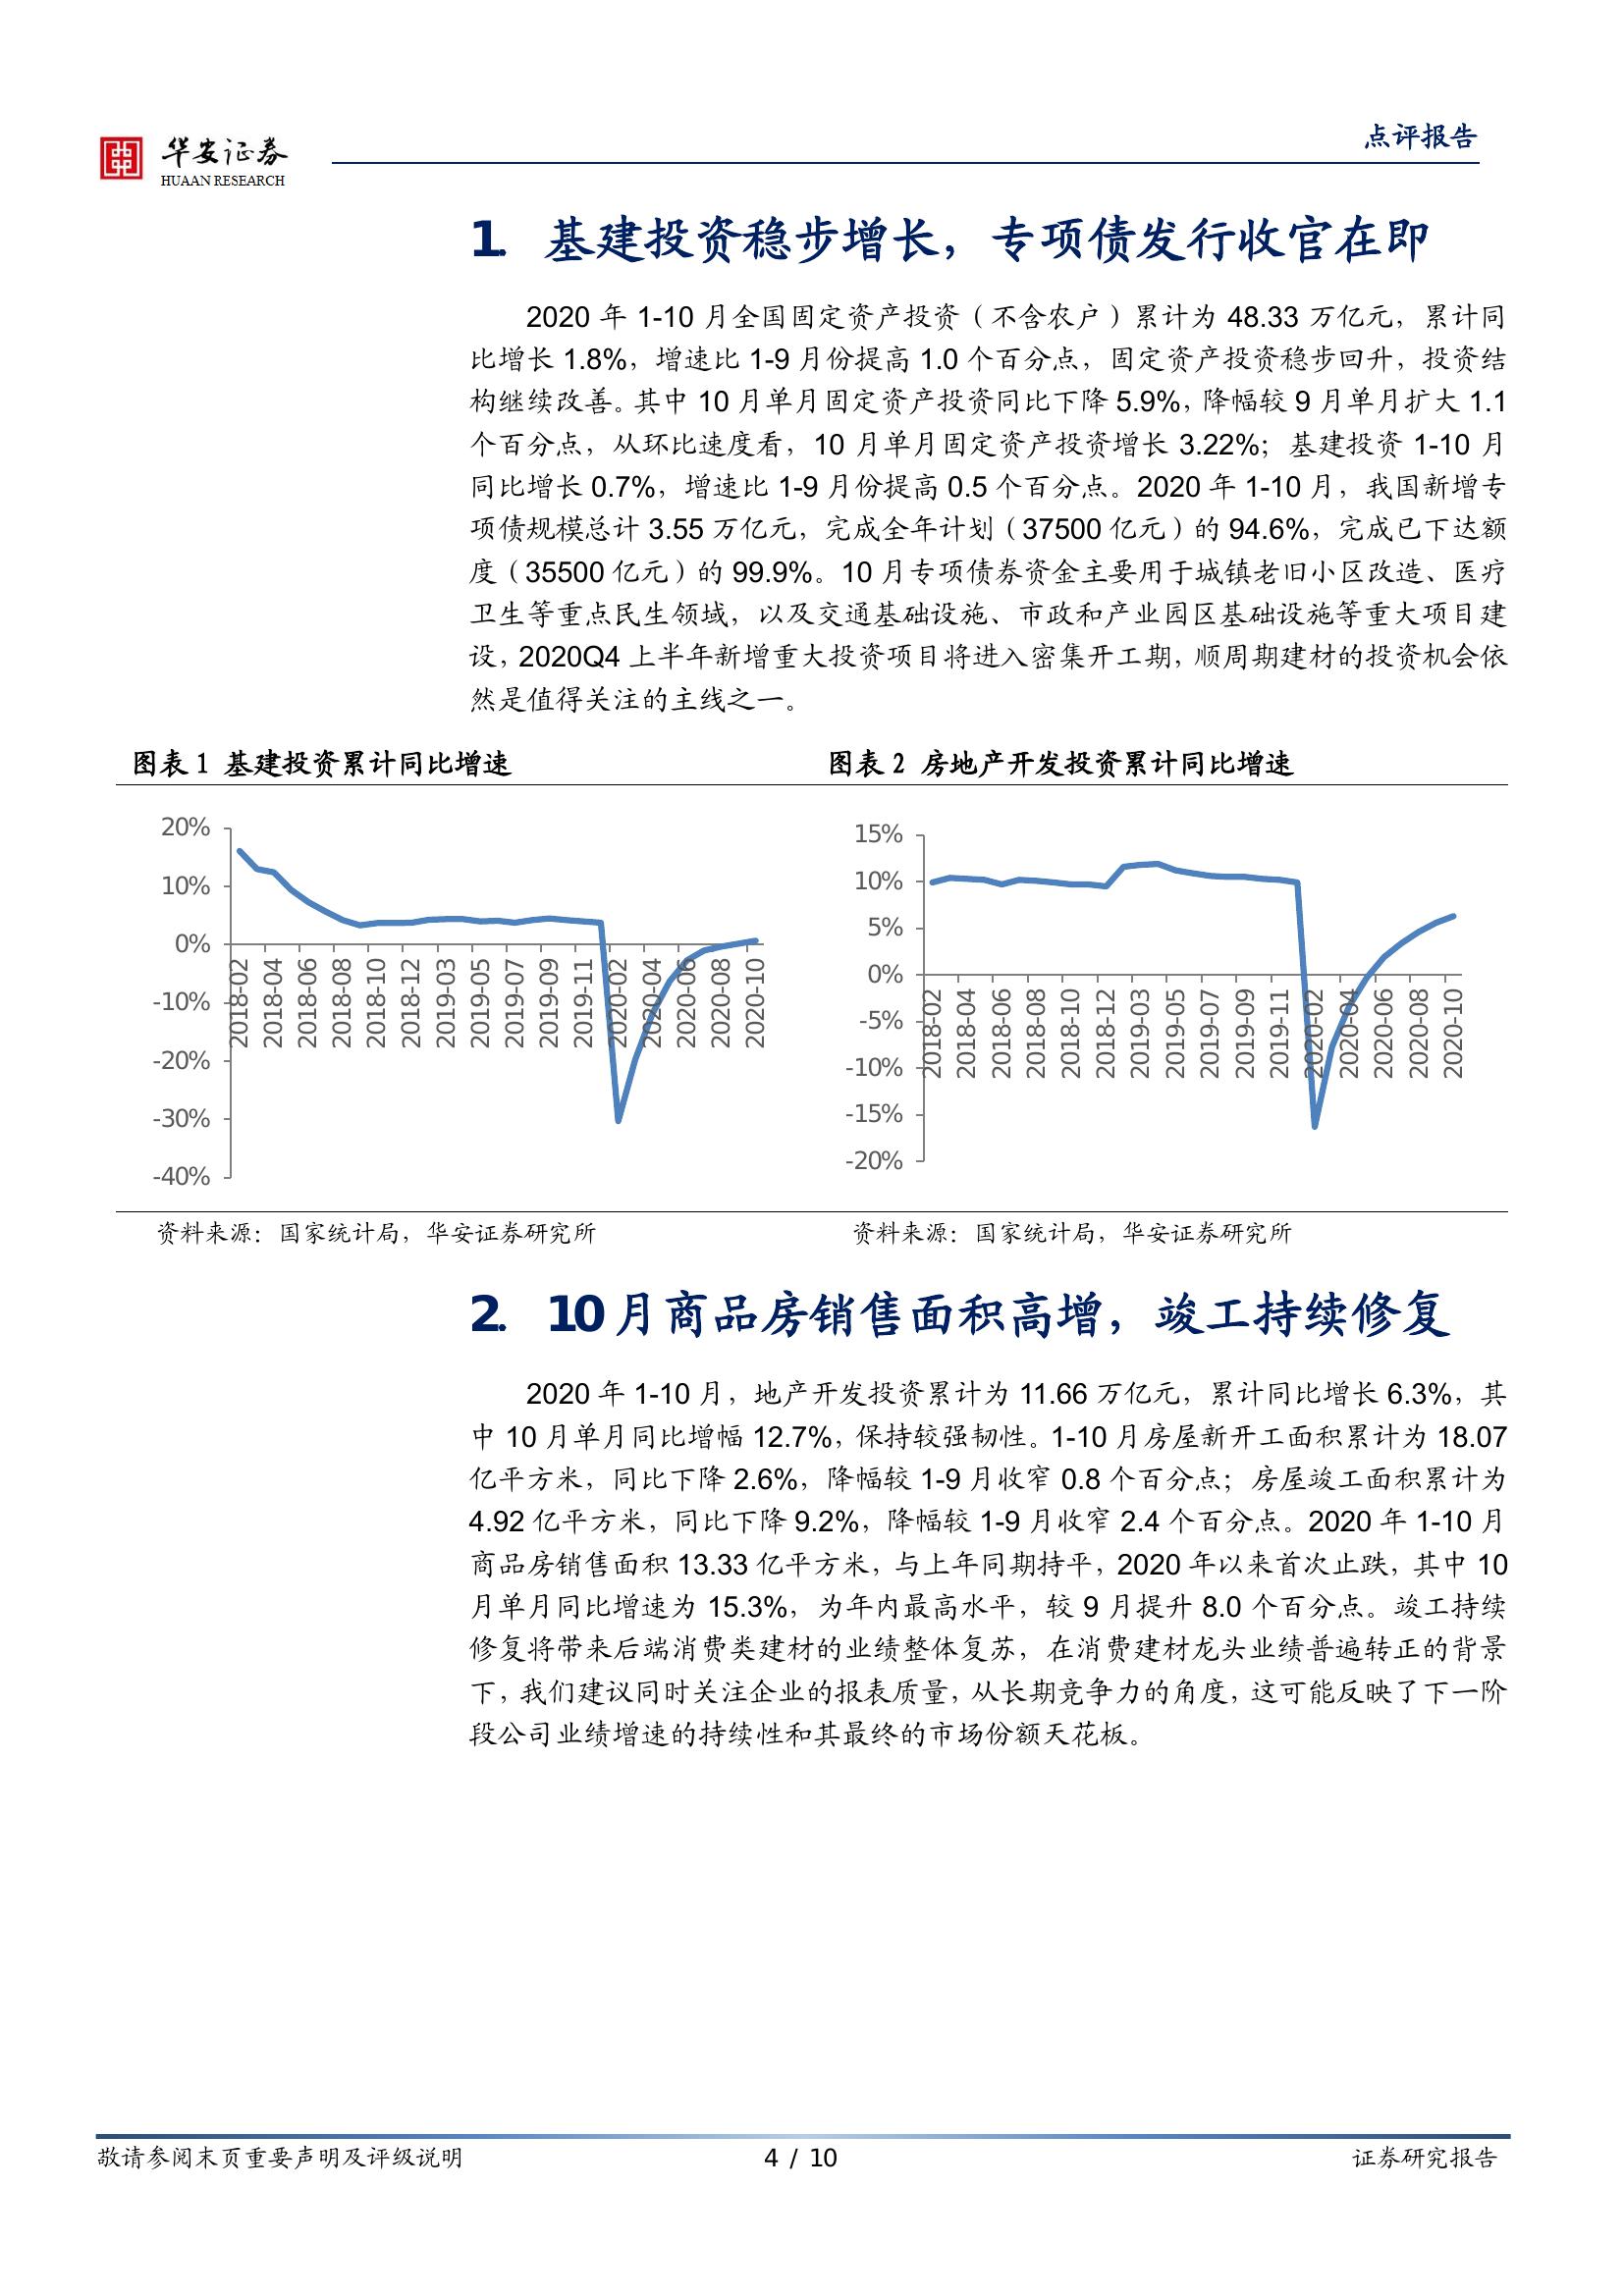 华安证券
HUAAN RESEARCH
点评报告
1. 基建投资稳步增长，专项债发行收官在即
2020 年 1-10 月全国固定资产投资（不含农户）累计为 48.33 万亿元，累计同
比增长 1.8%，增速比 1-9 月份提高 1.0 个百分点，固定资产投资稳步回升，投资结
构继续改善。其中 10 月单月固定资产投资同比下降 5.9%，降幅较 9 月单月扩大 1.1
个百分点，从环比速度看，10 月单月固定资产投资增长 3.22%；基建投资 1-10 月
同比增长 0.7%，增速比 1-9 月份提高 0.5 个百分点。2020 年 1-10 月，我国新增专
项债规模总计 3.55 万亿元，完成全年计划（37500 亿元）的 94.6%，完成已下达额
度（35500 亿元）的 99.9%。10 月专项债券资金主要用于城镇老旧小区改造、医疗
卫生等重点民生领域，以及交通基础设施、市政和产业园区基础设施等重大项目建
设，2020Q4 上半年新增重大投资项目将进入密集开工期，顺周期建材的投资机会依
然是值得关注的主线之一。
图表 1 基建投资累计同比增速
20%
10%
0%
-10%
-20%
-30%
-40%
2018-02
2018-04
2018-06
2018-08
2018-10
2018-12
2019-03
2019-05
2019-07
2019-09
2019-11
2020-02
2020-04
2020-06
2020-08
2020-10
资料来源：国家统计局，华安证券研究所
图表 2 房地产开发投资累计同比增速
15%
10%
5%
0%
-5%
-10%
-15%
-20%
2018-02
2018-04
2018-06
2018-08
2018-10
2018-12
2019-03
2019-05
2019-07
2019-09
2019-11
2020-02
2020-04
2020-06
2020-08
2020-10
资料来源：国家统计局，华安证券研究所
2. 10 月商品房销售面积高增，竣工持续修复
2020 年 1-10 月，地产开发投资累计为 11.66 万亿元，累计同比增长 6.3%，其
中 10 月单月同比增幅 12.7%，保持较强韧性。1-10 月房屋新开工面积累计为 18.07
亿平方米，同比下降 2.6%，降幅较 1-9 月收窄 0.8 个百分点；房屋竣工面积累计为
4.92 亿平方米，同比下降 9.2%，降幅较 1-9 月收窄 2.4 个百分点。2020 年 1-10 月
商品房销售面积 13.33 亿平方米，与上年同期持平，2020 年以来首次止跌，其中 10
月单月同比增速为 15.3%，为年内最高水平，较 9 月提升 8.0 个百分点。竣工持续
修复将带来后端消费类建材的业绩整体复苏，在消费建材龙头业绩普遍转正的背景
下，我们建议同时关注企业的报表质量，从长期竞争力的角度，这可能反映了下一阶
段公司业绩增速的持续性和其最终的市场份额天花板。
敬请参阅末页重要声明及评级说明
4 / 10
证券研究报告